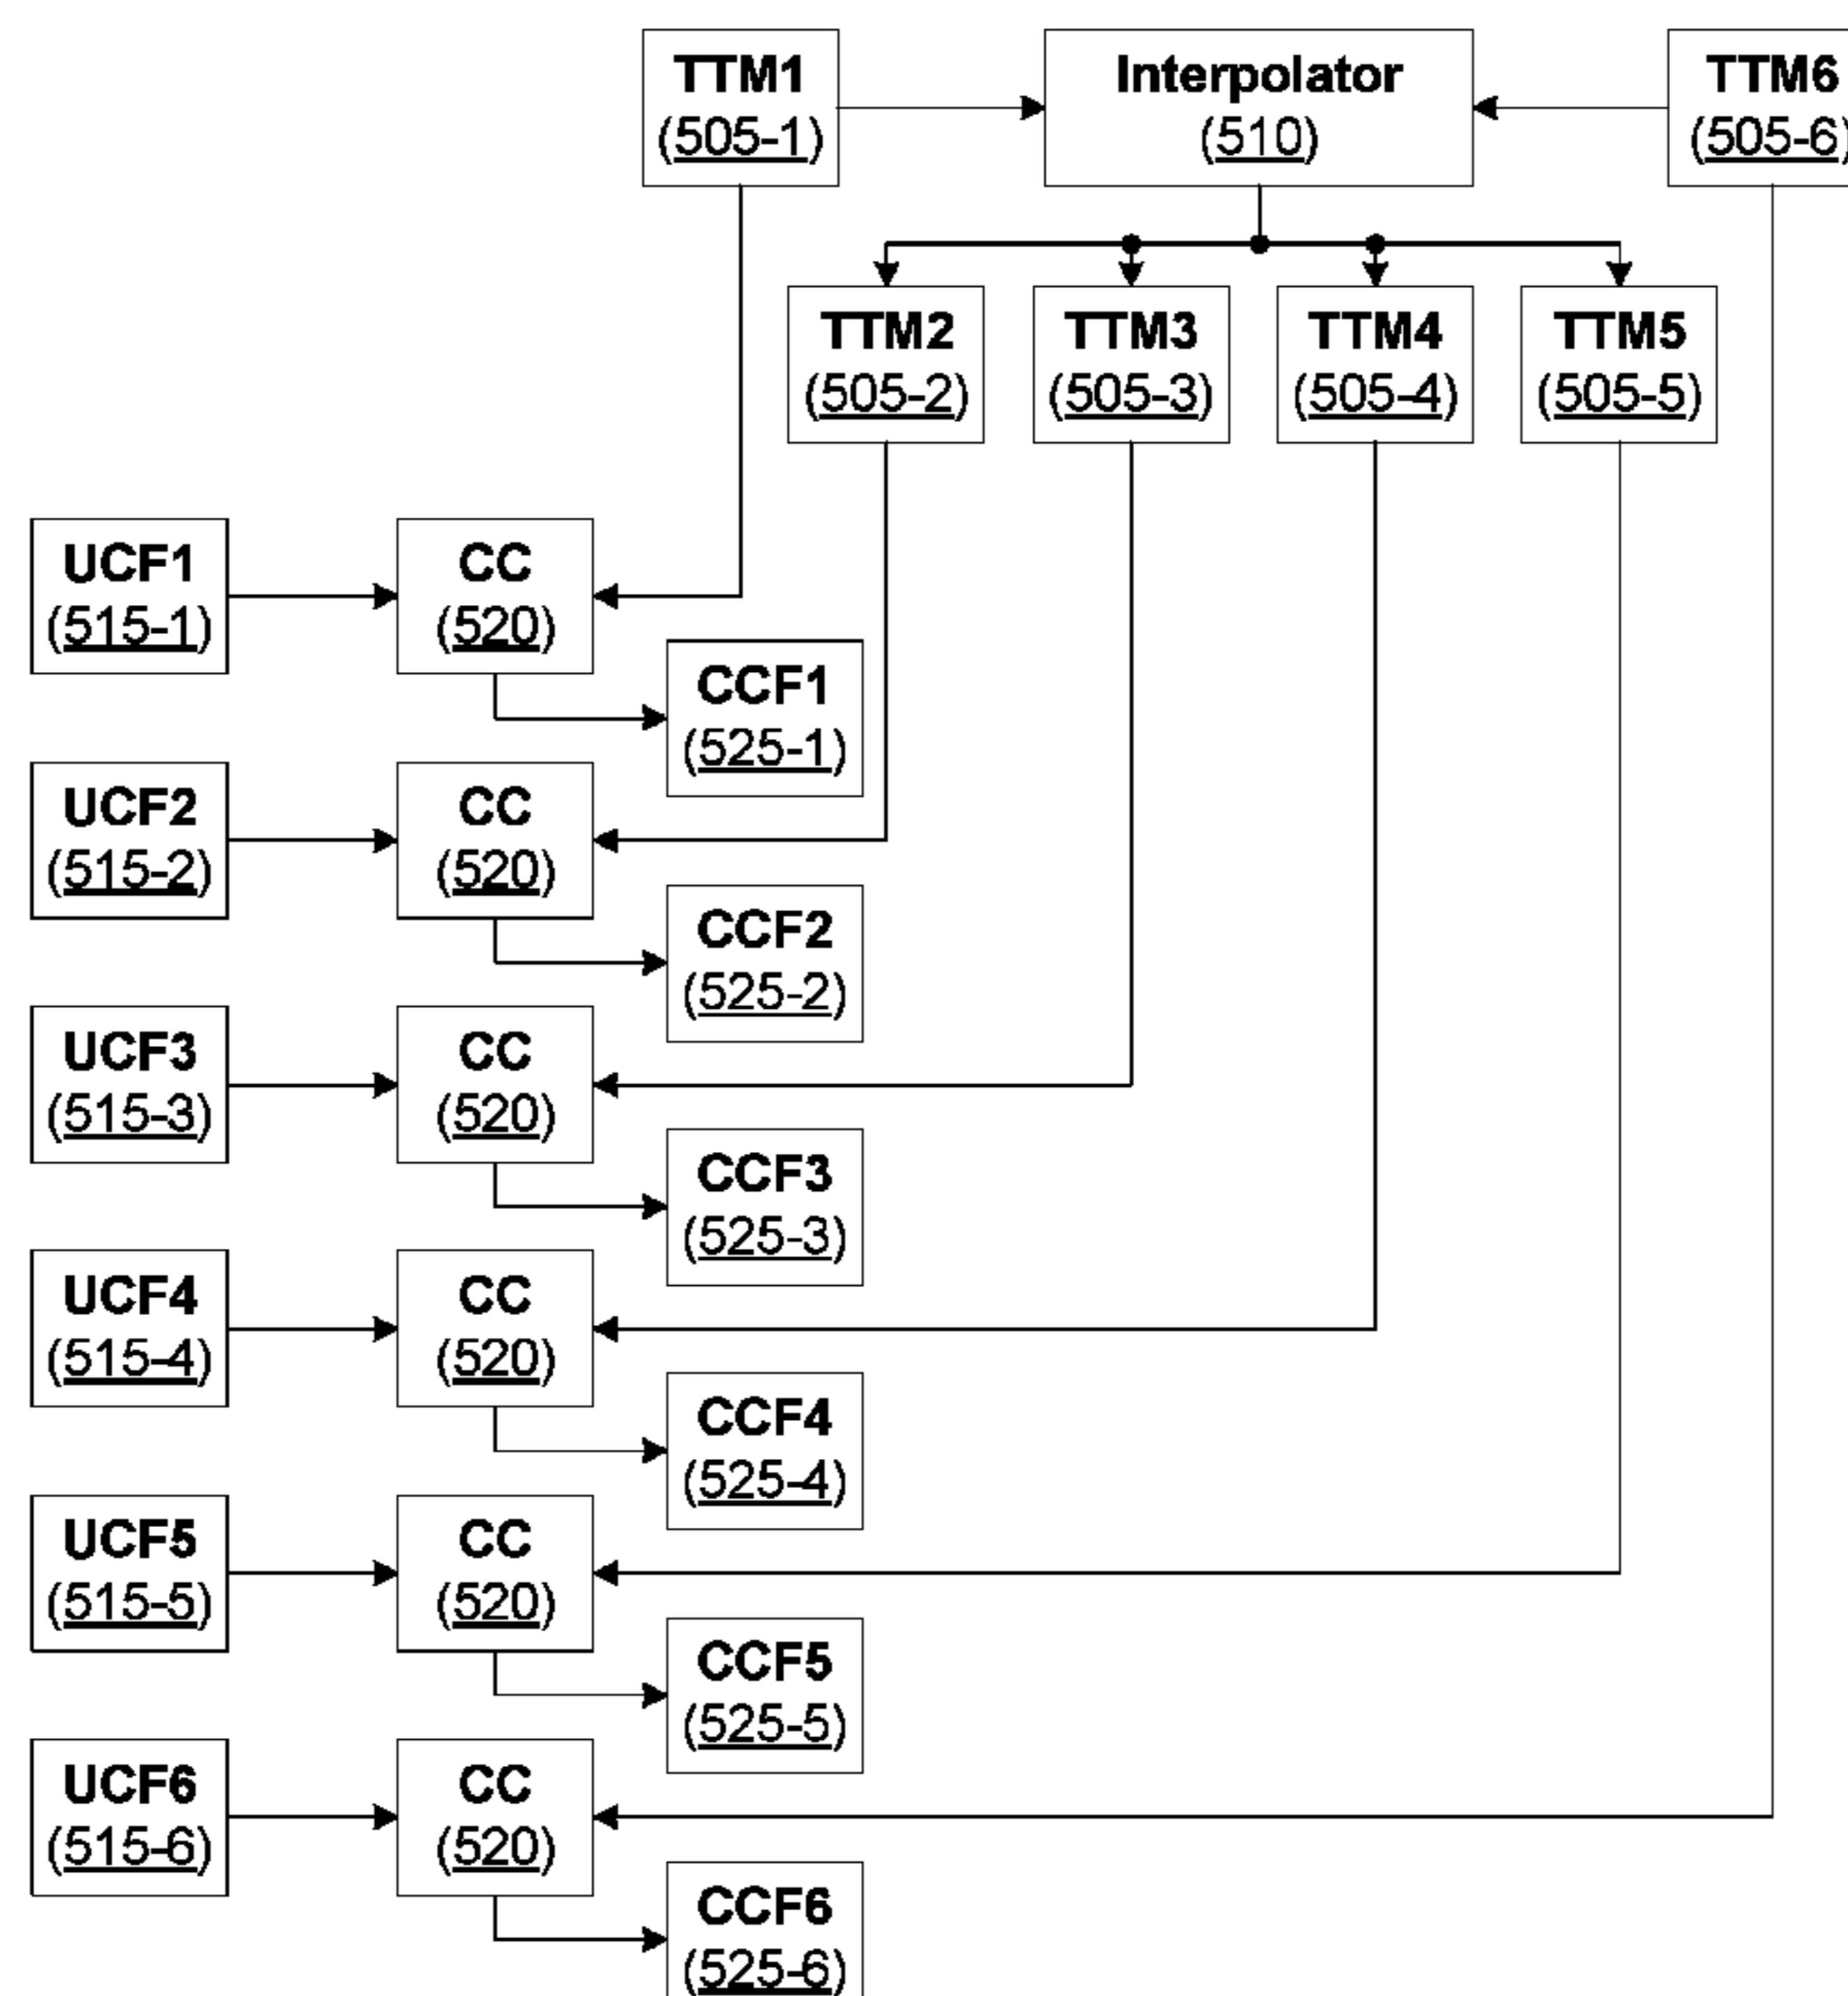 TTM1
(505-1)
Interpolator
(510)
TTM6
(505-6)
TTM2
(505-2)
TTM3
(505-3)
TTM4
(505-4)
TTM5
(505-5)
UCF1
(515-1)
CC
(520)
CCF1
(525-1)
UCF2
(515-2)
CC
(520)
CCF2
(525-2)
UCF3
(515-3)
CC
(520)
CCF3
(525-3)
UCF4
(515-4)
CC
(520)
CCF4
(525-4)
UCF5
(515-5)
CC
(520)
CCF5
(525-5)
UCF6
(515-6)
CC
(520)
CCF6
(525-6)